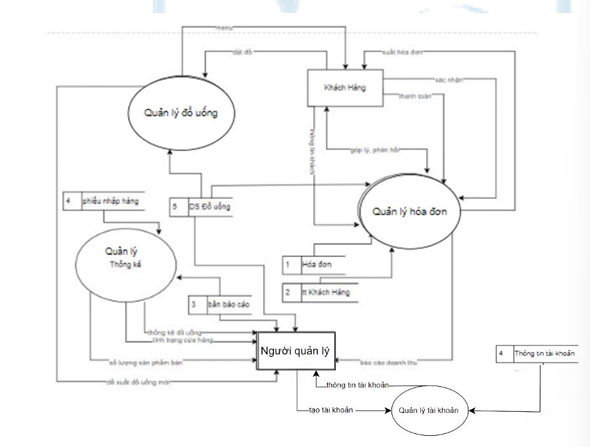 menu
đặt đồ
xuất hóa đơn
Khách Hàng
xác nhận
thanh toán
Quản lý đồ uống
thông tin khách
góp lý, phản hồi
4 phiếu nhập hàng
5 DS Đồ uống
Quản lý hóa đơn
Quản lý
Thống kê
1 Hóa đơn
2 tt Khách Hàng
3 bản báo cáo
thống kê đồ uống
tình trạng cửa hàng
Người quản lý
số lượng sản phẩm bán
báo cáo doanh thu
4 Thông tin tài khoản
đề xuất đồ uống mới
thông tin tài khoản
tạo tài khoản
Quản lý tài khoản